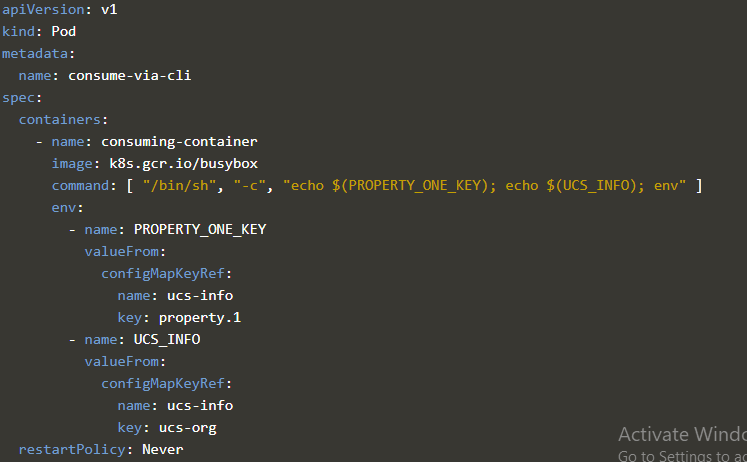 apiVersion: v1
kind: Pod
metadata:
  name: consume-via-cli
spec:
  containers:
    - name: consuming-container
      image: k8s.gcr.io/busybox
      command: [ "/bin/sh", "-c", "echo $(PROPERTY_ONE_KEY); echo $(UCS_INFO); env" ]
      env:
        - name: PROPERTY_ONE_KEY
          valueFrom:
            configMapKeyRef:
              name: ucs-info
              key: property.1
        - name: UCS_INFO
          valueFrom:
            configMapKeyRef:
              name: ucs-info
              key: ucs-org
  restartPolicy: Never
Activate
Go to Settings to